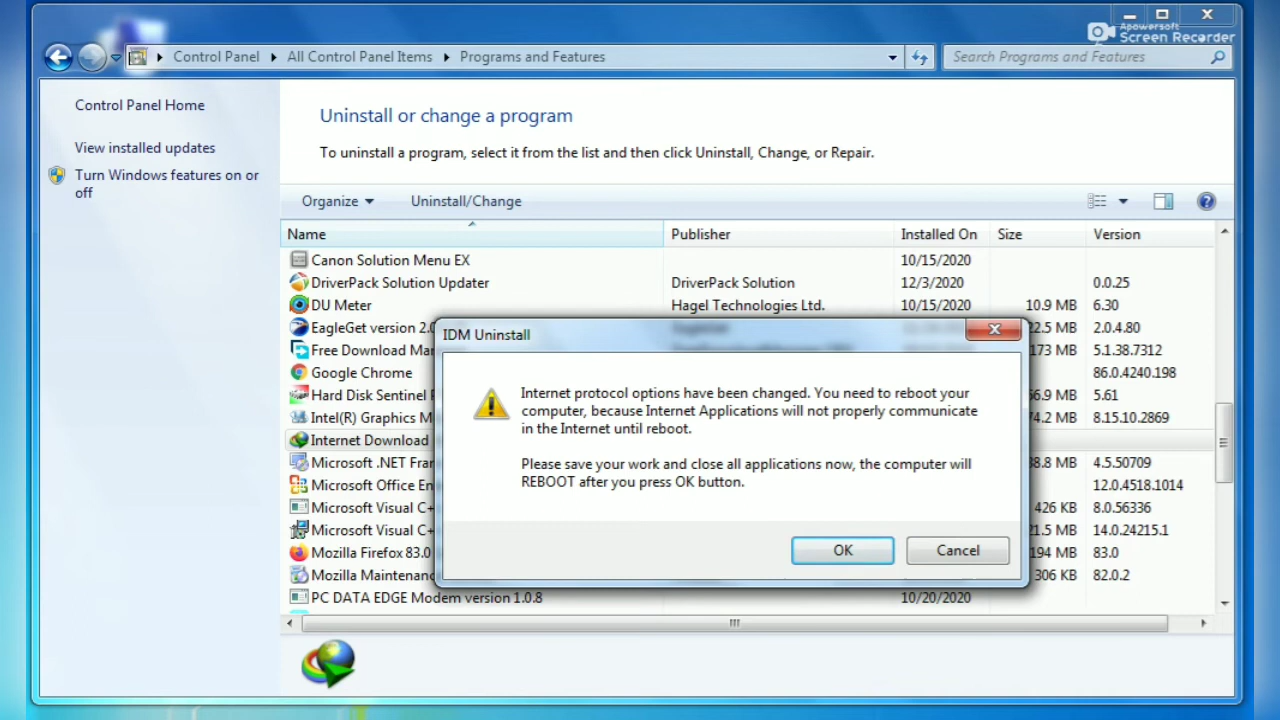 Apowersoft
Screen Recorder
Control Panel All Control Panel Items Programs and Features
Search Programs and Features
Control Panel Home
View installed updates
Turn Windows features on or
off
Uninstall or change a program
To uninstall a program, select it from the list and then click Uninstall, Change, or Repair.
Organize Uninstall/Change
Name Publisher Installed On Size Version
Canon Solution Menu EX 10/15/2020
DriverPack Solution Updater DriverPack Solution 12/3/2020 0.0.25
DU Meter Hagel Technologies Ltd. 10/15/2020 10.9 MB 6.30
EagleGet version 2.0 22.5 MB 2.0.4.80
Free Download Man 173 MB 5.1.38.7312
Google Chrome 86.0.4240.198
Hard Disk Sentinel 5.61
Intel(R) Graphics M 8.15.10.2869
Internet Download
Microsoft .NET Fran 4.5.50709
Microsoft Office En 12.0.4518.1014
Microsoft Visual C+ 426 KB 8.0.56336
Microsoft Visual C+ 21.5 MB 14.0.24215.1
Mozilla Firefox 83.0 194 MB 83.0
Mozilla Maintenanc 306 KB 82.0.2
PC DATA EDGE Modem version 1.0.8 10/20/2020
IDM Uninstall
Internet protocol options have been changed. You need to reboot your
computer, because Internet Applications will not properly communicate
in the Internet until reboot.
Please save your work and close all applications now, the computer will
REBOOT after you press OK button.
OK Cancel